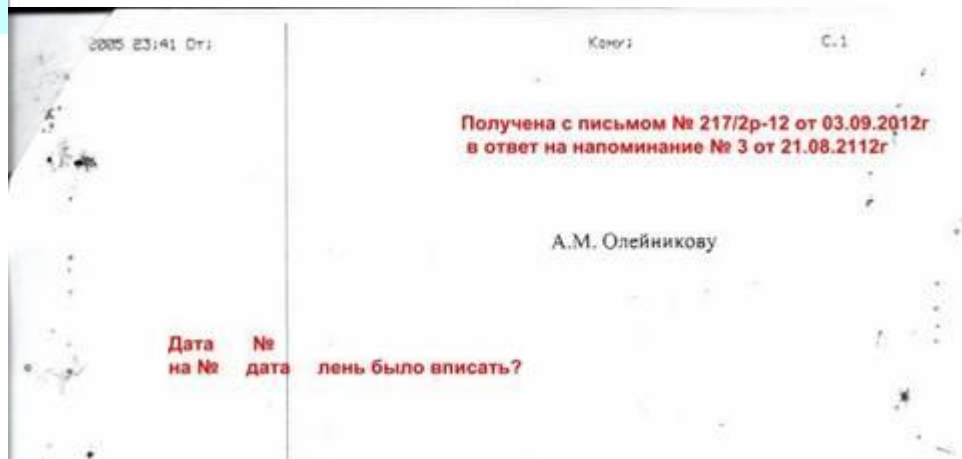 2005 23:41 От; Кому; С.1
Получена с письмом № 217/2р-12 от 03.09.2012г
в ответ на напоминание № 3 от 21.08.2112г
А.М. Олейникову
Дата №
на № дата лень было вписать?